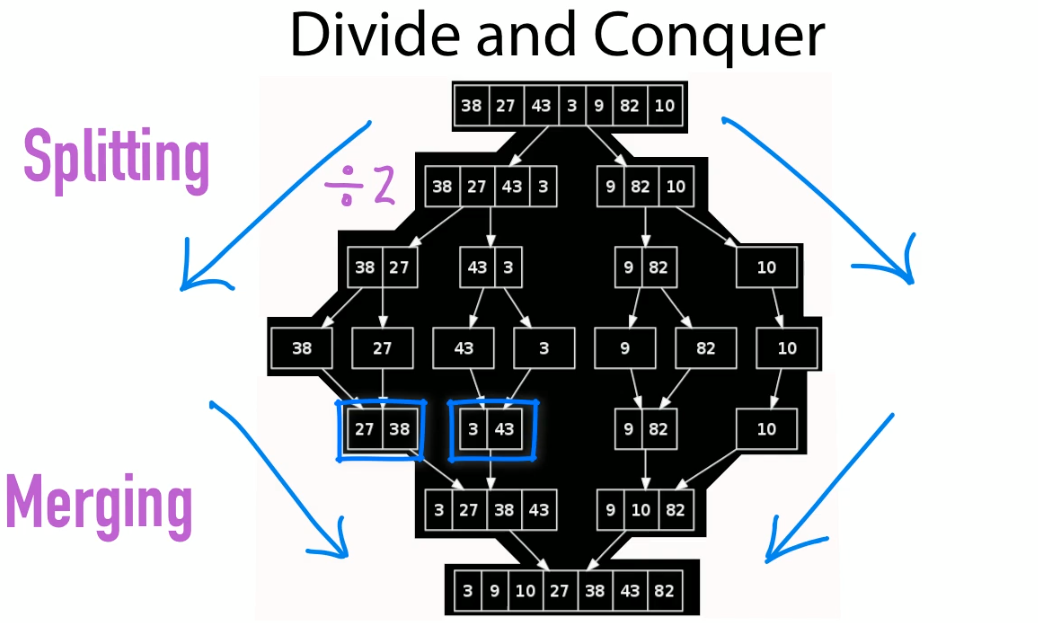 Divide and Conquer
38 27 43 3 9 82 10
Splitting
÷2
38 27 43 3 9 82 10
38 27 43 3 9 82 10
38 27 43 3 9 82 10
27 38 3 43 9 82 10
Merging
3 27 38 43 9 10 82
3 9 10 27 38 43 82